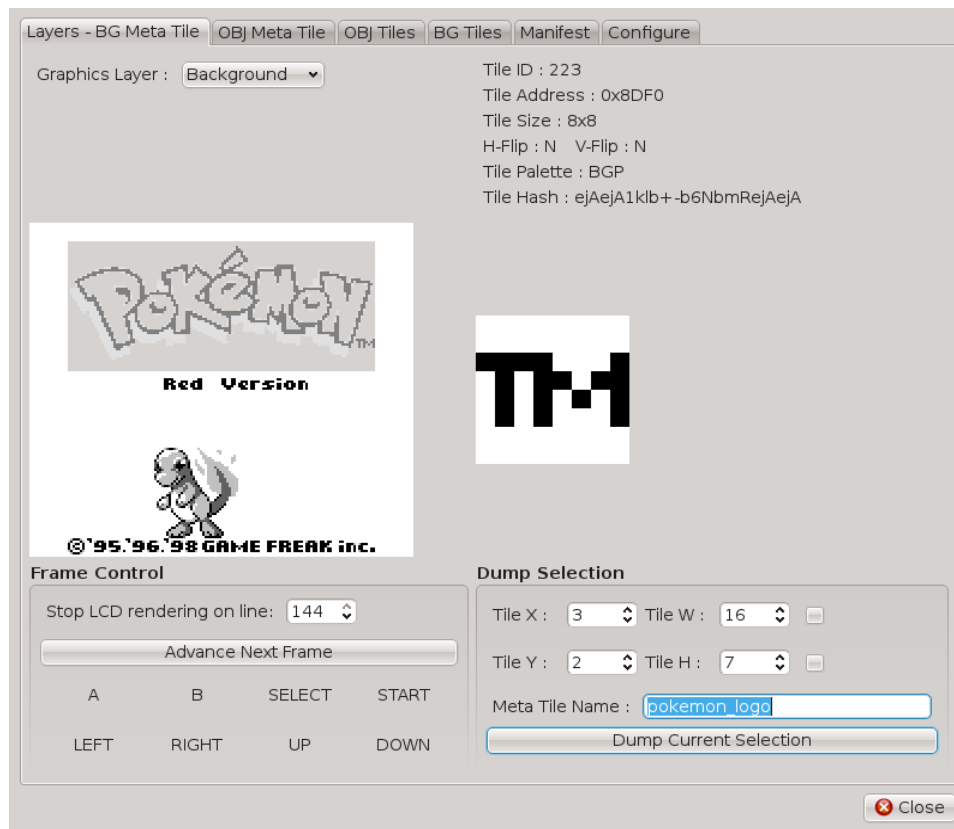 Layers - BG Meta Tile OBJ Meta Tile OBJ Tiles BG Tiles Manifest Configure
Graphics Layer : Background
Tile ID : 223
Tile Address : 0x8DF0
Tile Size : 8x8
H-Flip : N V-Flip : N
Tile Palette : BGP
Tile Hash : ejAejA1klb+-b6NbmRejAejA
POKéMON
TM
Red Version
©'95.'96.'98 GAME FREAK inc.
TM
Frame Control
Stop LCD rendering on line: 144
Advance Next Frame
A B SELECT START
LEFT RIGHT UP DOWN
Dump Selection
Tile X : 3 Tile W : 16
Tile Y : 2 Tile H : 7
Meta Tile Name : pokemon_logo
Dump Current Selection
Close